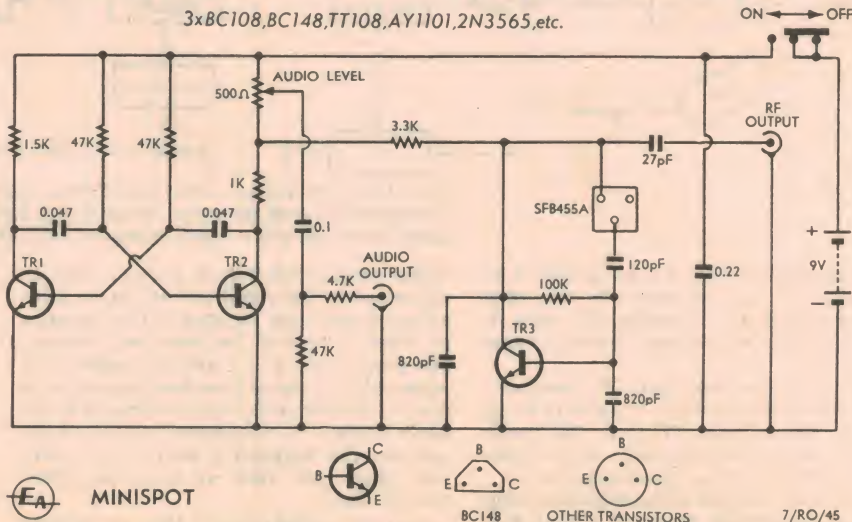 3xBC108,BC148,TT108,AY1101,2N3565,etc.
ON OFF
AUDIO LEVEL
500Ω
1.5K
47K
47K
3.3K
RF
OUTPUT
27pF
1K
SFB455A
0.047
0.047
0.1
AUDIO
OUTPUT
TR1
TR2
4.7K
120pF
100K
0.22
+
9V
−
47K
820pF
TR3
820pF
EA
MINISPOT
B
C
E
B
E
C
BC148
B
E
C
OTHER TRANSISTORS
7/RO/45